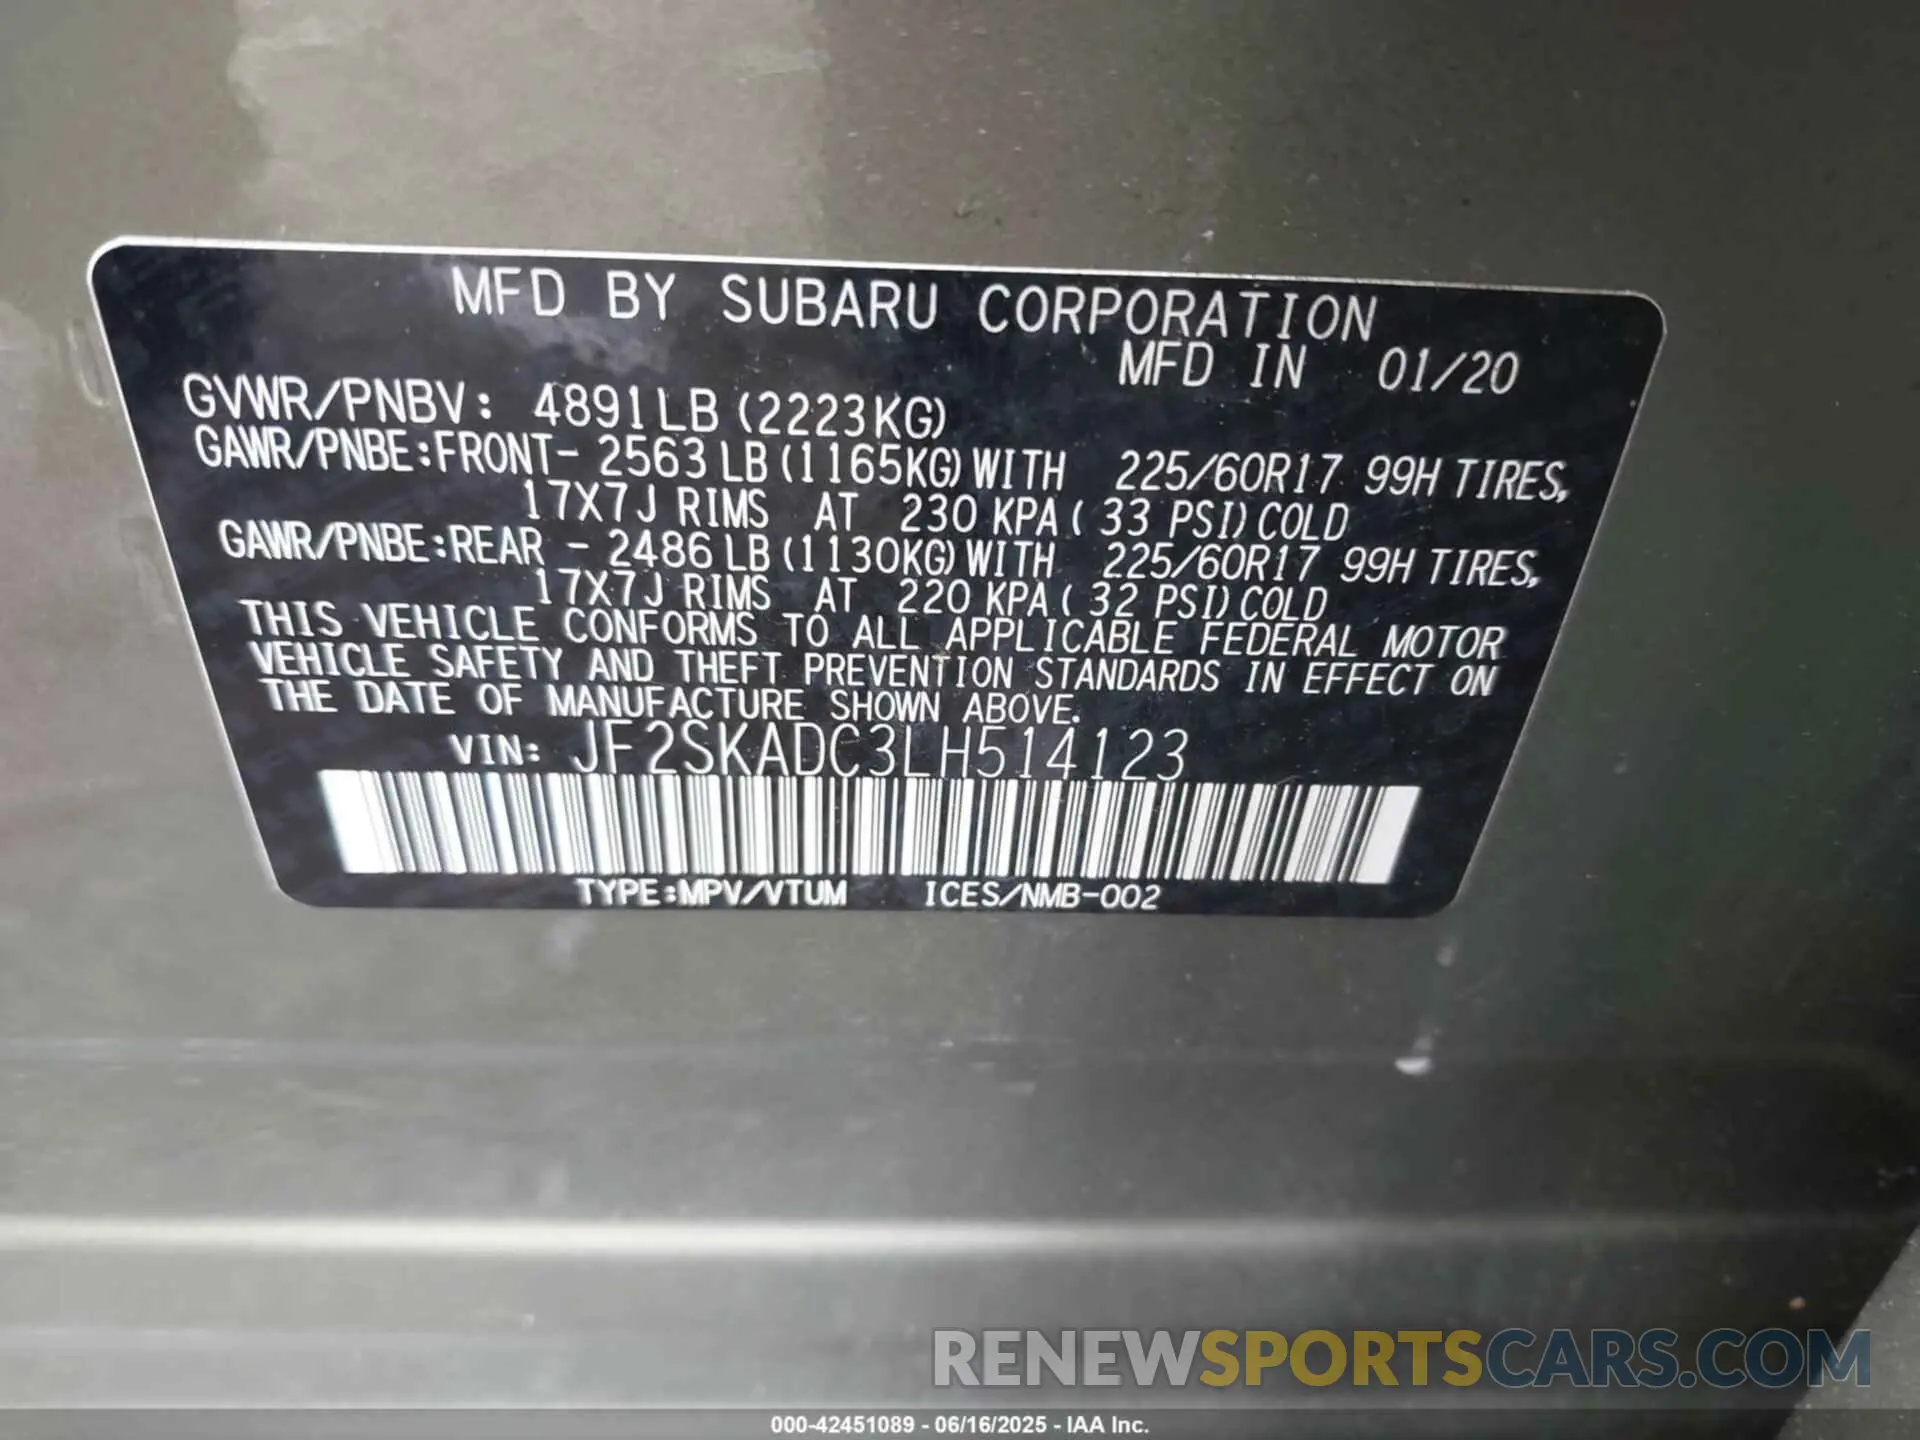 MFD BY SUBARU CORPORATION
MFD IN 01/20
GVWR/PNBV: 4891LB (2223KG)
GAWR/PNBE:FRONT- 2563LB(1165KG)WITH 225/60R17 99H TIRES,
17X7J RIMS AT 230 KPA( 33 PSI)COLD
GAWR/PNBE:REAR - 2486LB(1130KG)WITH 225/60R17 99H TIRES,
17X7J RIMS AT 220 KPA( 32 PSI)COLD
THIS VEHICLE CONFORMS TO ALL APPLICABLE FEDERAL MOTOR
VEHICLE SAFETY AND THEFT PREVENTION STANDARDS IN EFFECT ON
THE DATE OF MANUFACTURE SHOWN ABOVE.
VIN: JF2SKADC3LH514123
TYPE:MPV/VTUM ICES/NMB-002
RENEWSPORTSCARS.COM
000-42451089 - 06/16/2025 - IAA Inc.